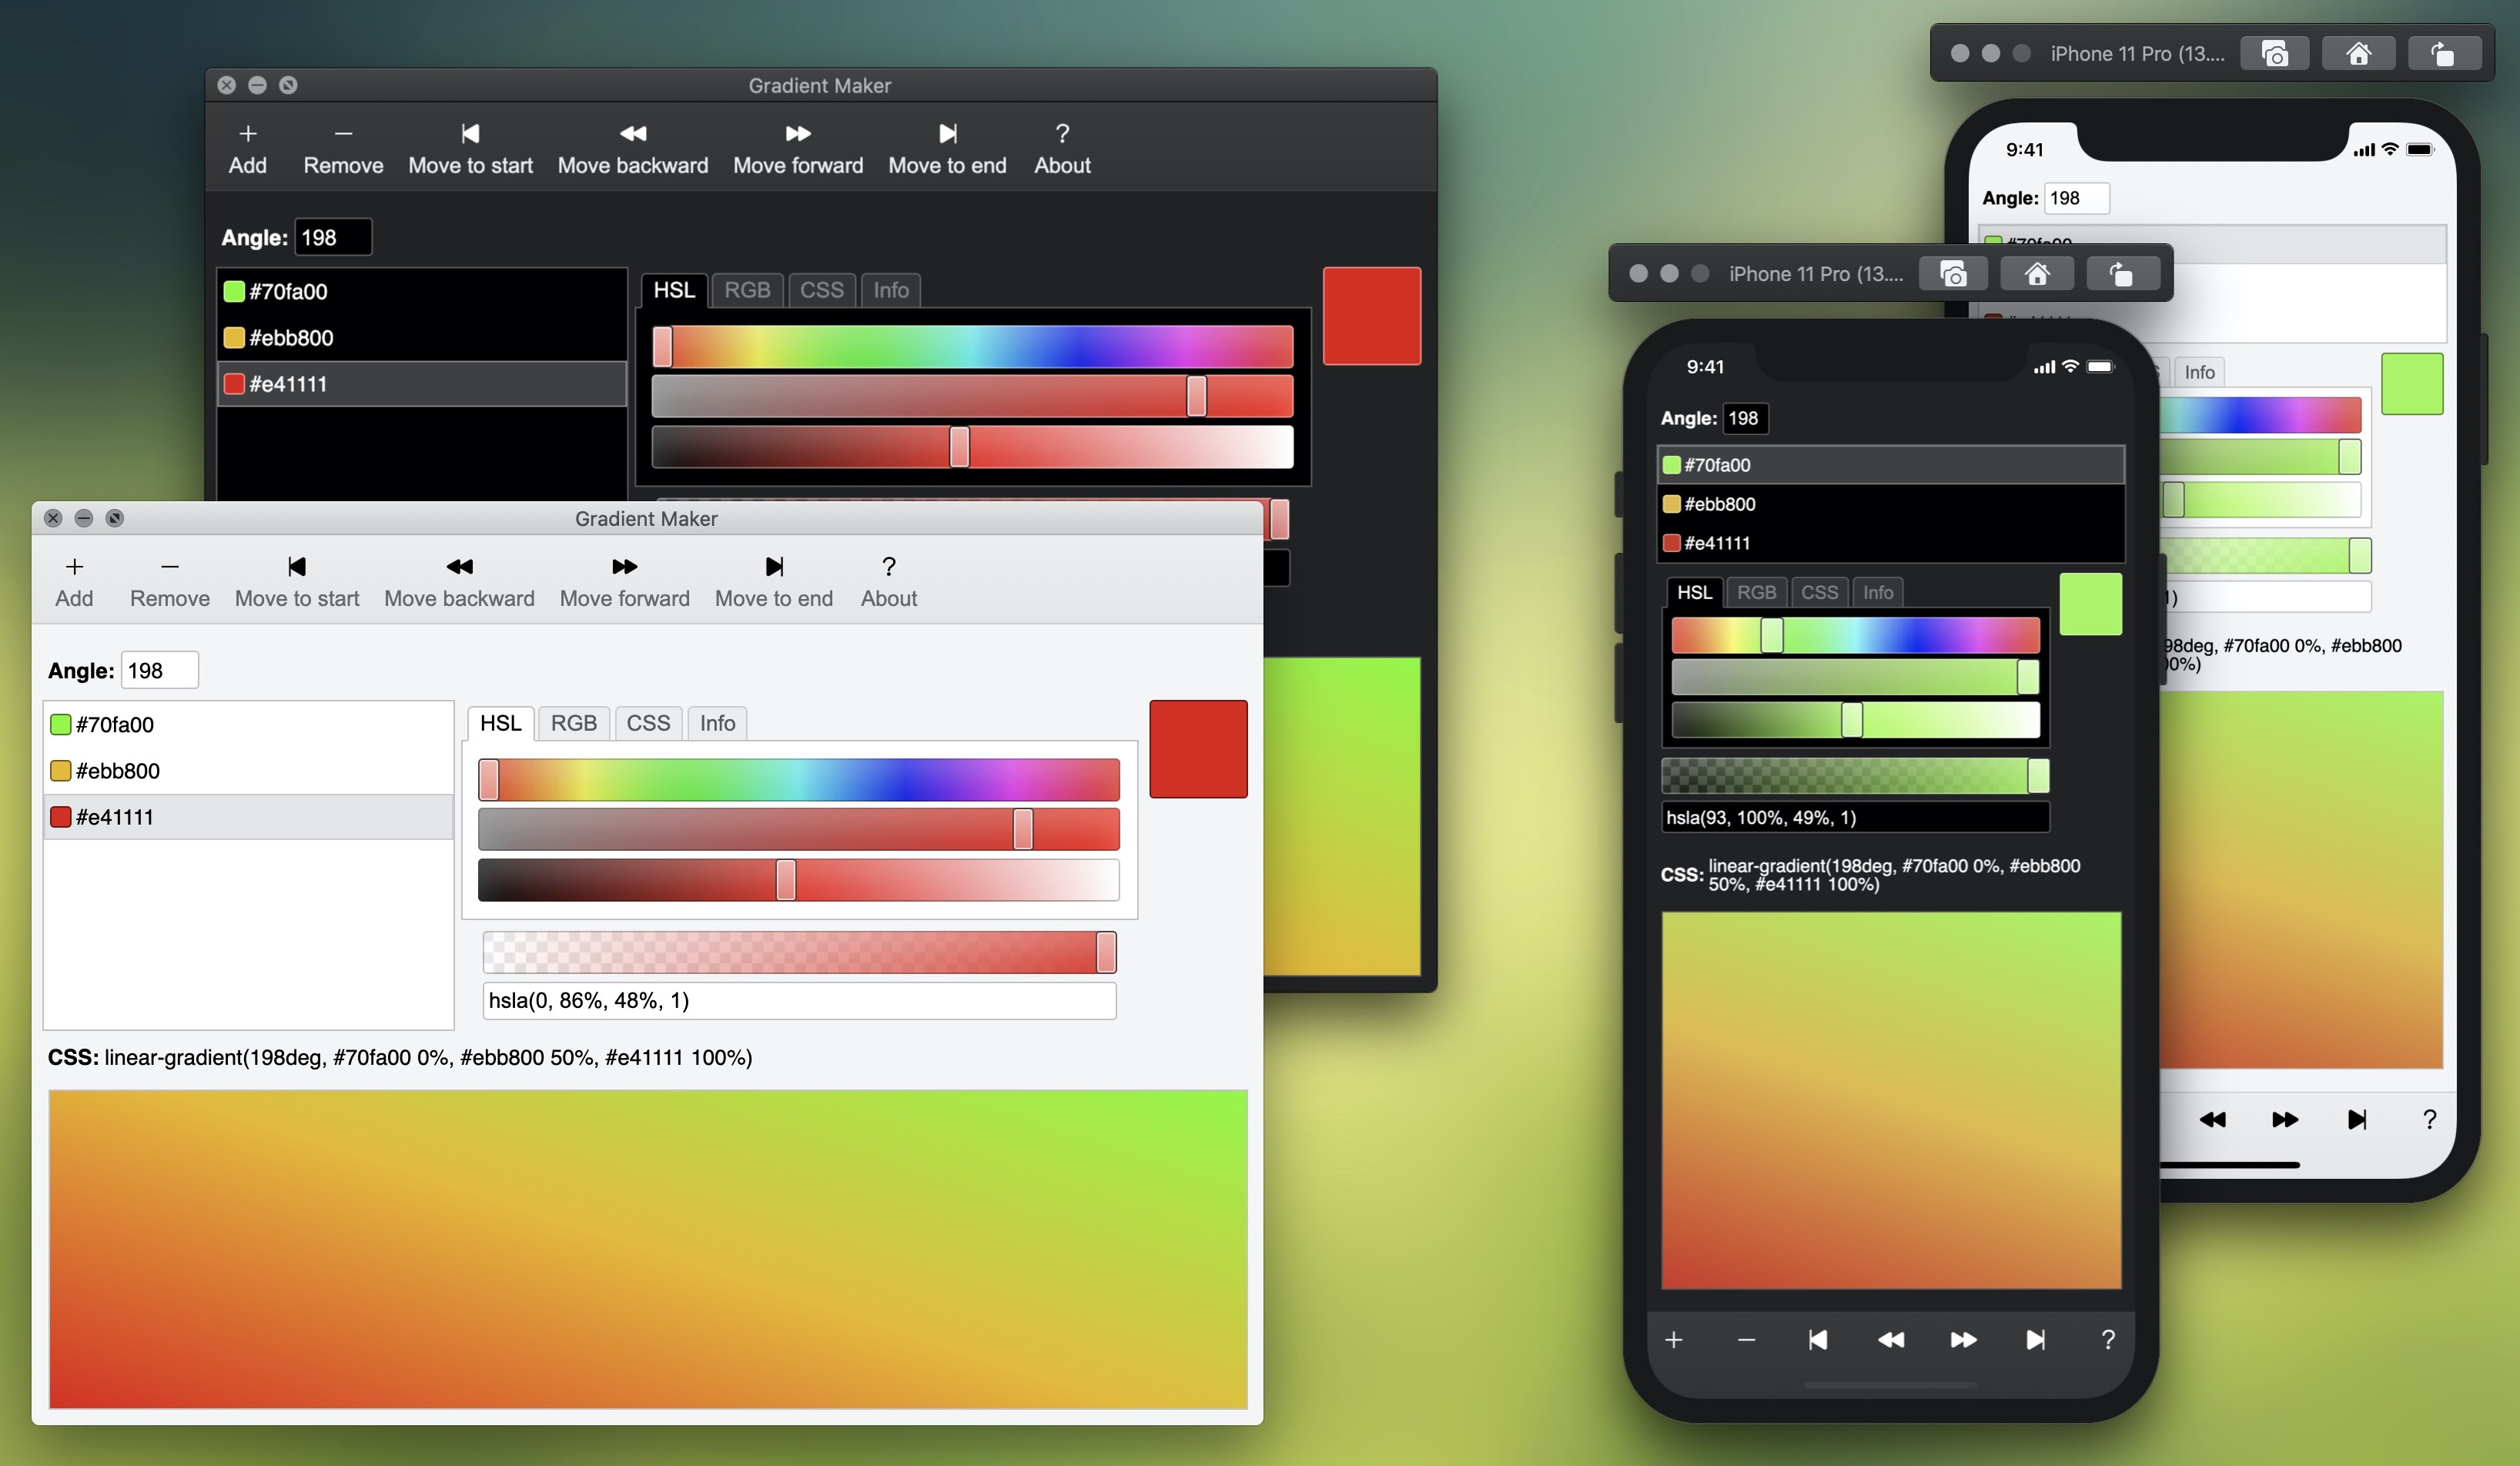 Gradient Maker
+ − ?
Add Remove Move to start Move backward Move forward Move to end About
Angle: 198
#70fa00
#ebb800
#e41111
HSL RGB CSS Info
Gradient Maker
+ − ?
Add Remove Move to start Move backward Move forward Move to end About
Angle: 198
#70fa00
#ebb800
#e41111
HSL RGB CSS Info
hsla(0, 86%, 48%, 1)
CSS: linear-gradient(198deg, #70fa00 0%, #ebb800 50%, #e41111 100%)
iPhone 11 Pro (13....
9:41
Angle: 198
#70fa00
Info
1)
98deg, #70fa00 0%, #ebb800
00%)
?
iPhone 11 Pro (13....
9:41
Angle: 198
#70fa00
#ebb800
#e41111
HSL RGB CSS Info
hsla(93, 100%, 49%, 1)
CSS: linear-gradient(198deg, #70fa00 0%, #ebb800
50%, #e41111 100%)
+ − ?